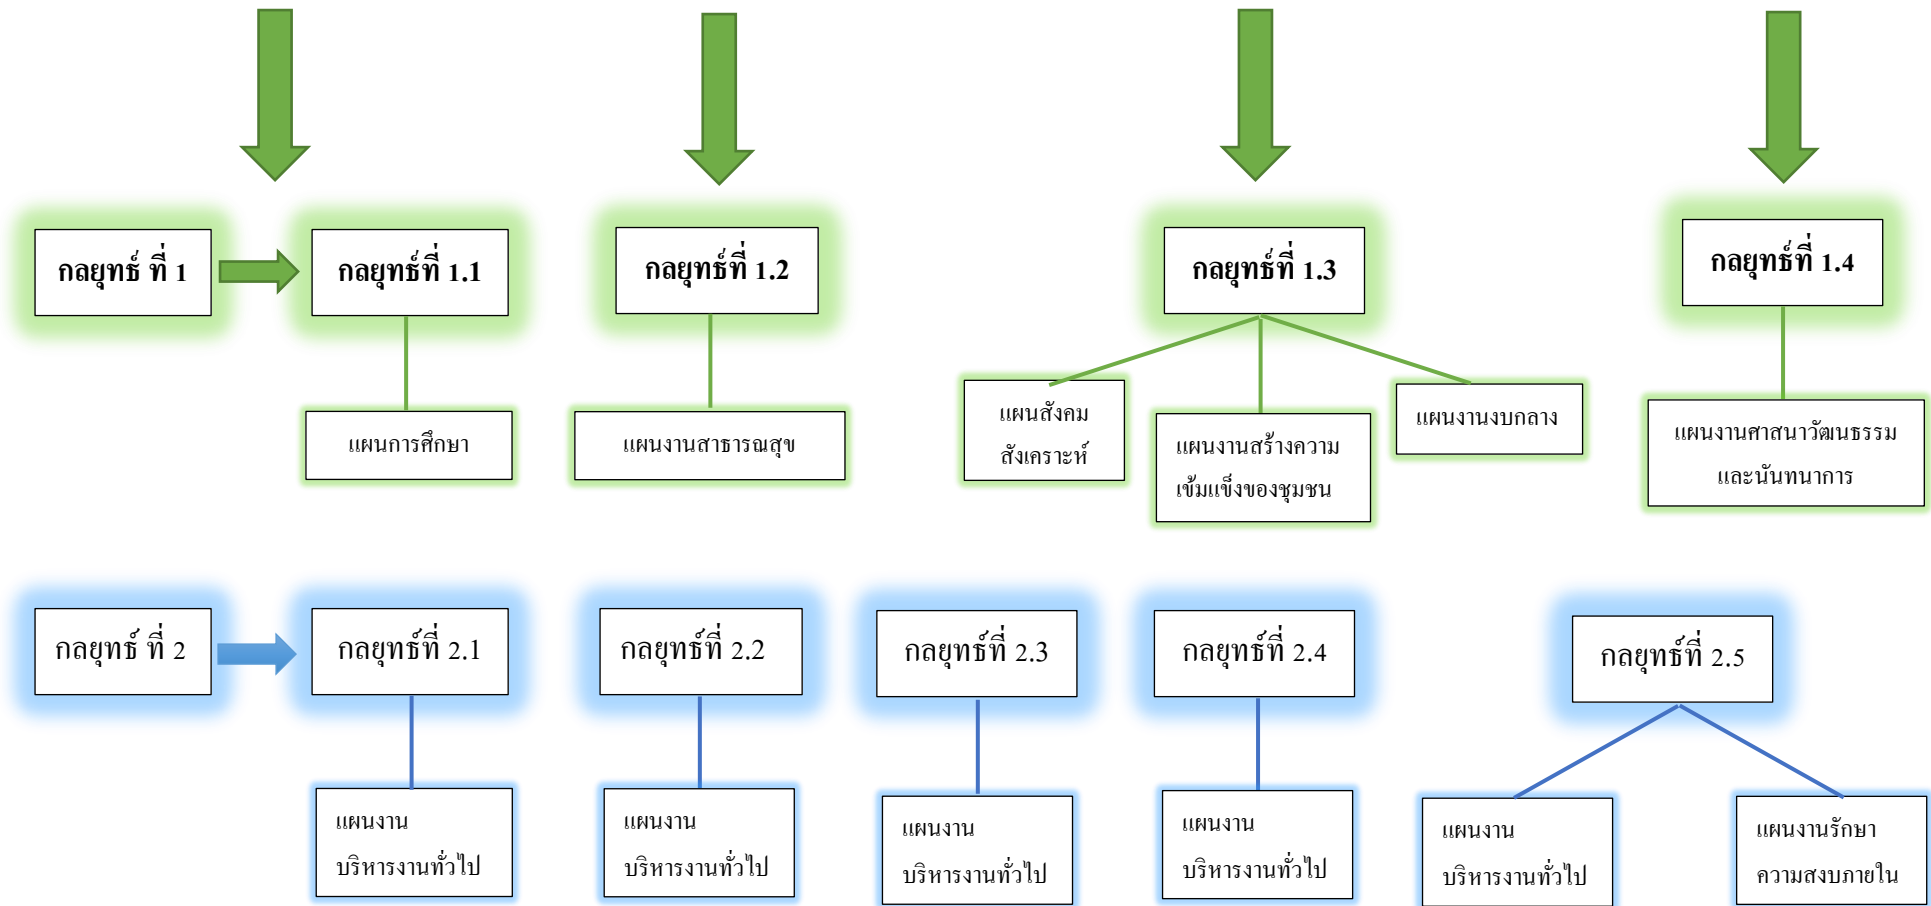 กลยุทธ์ ที่ 1
กลยุทธ์ที่ 1.1
กลยุทธ์ที่ 1.2
กลยุทธ์ที่ 1.3
กลยุทธ์ที่ 1.4
แผนการศึกษา
แผนงานสาธารณสุข
แผนสังคม
สังเคราะห์
แผนงานสร้างความ
เข้มแข็งของชุมชน
แผนงานงบกลาง
แผนงานศาสนาวัฒนธรรม
และนันทนาการ
กลยุทธ์ ที่ 2
กลยุทธ์ที่ 2.1
กลยุทธ์ที่ 2.2
กลยุทธ์ที่ 2.3
กลยุทธ์ที่ 2.4
กลยุทธ์ที่ 2.5
แผนงาน
บริหารงานทั่วไป
แผนงาน
บริหารงานทั่วไป
แผนงาน
บริหารงานทั่วไป
แผนงาน
บริหารงานทั่วไป
แผนงาน
บริหารงานทั่วไป
แผนงานรักษา
ความสงบภายใน